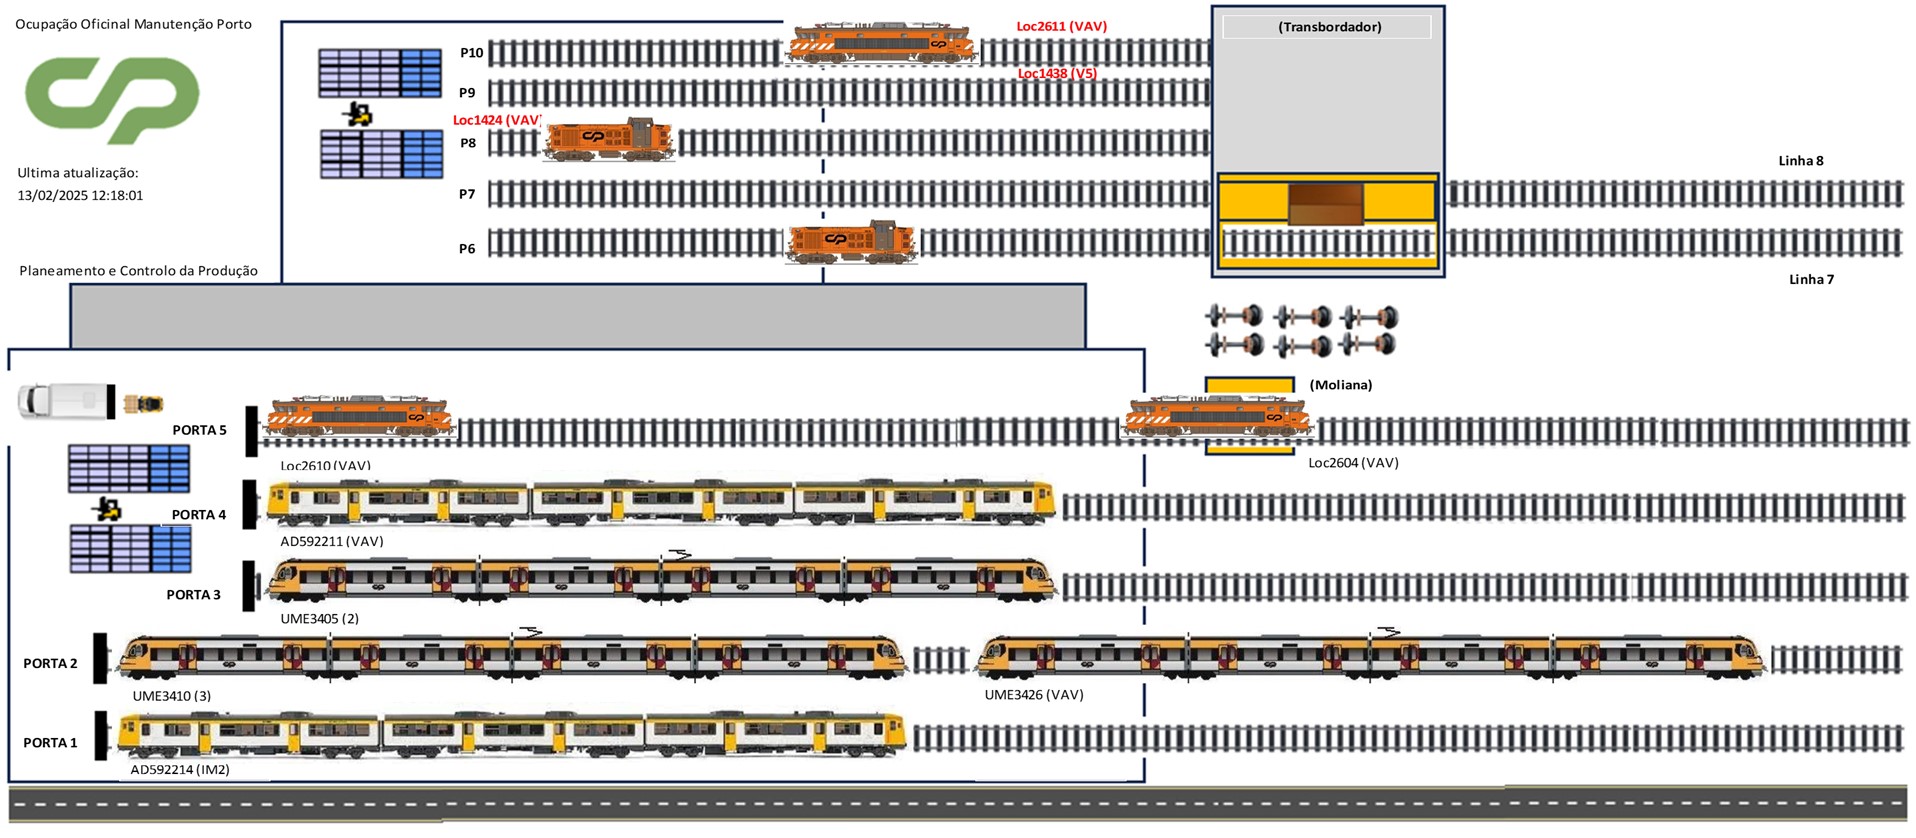 Ocupação Oficinal Manutenção Porto
Ultima atualização:
13/02/2025 12:18:01
Planeamento e Controlo da Produção
P10
Loc2611 (VAV)
(Transbordador)
P9
Loc1438 (V5)
Loc1424 (VAV)
P8
P7
Linha 8
P6
Linha 7
(Moliana)
PORTA 5
Loc2610 (VAV)
Loc2604 (VAV)
PORTA 4
AD592211 (VAV)
PORTA 3
UME3405 (2)
PORTA 2
UME3410 (3)
UME3426 (VAV)
PORTA 1
AD592214 (IM2)